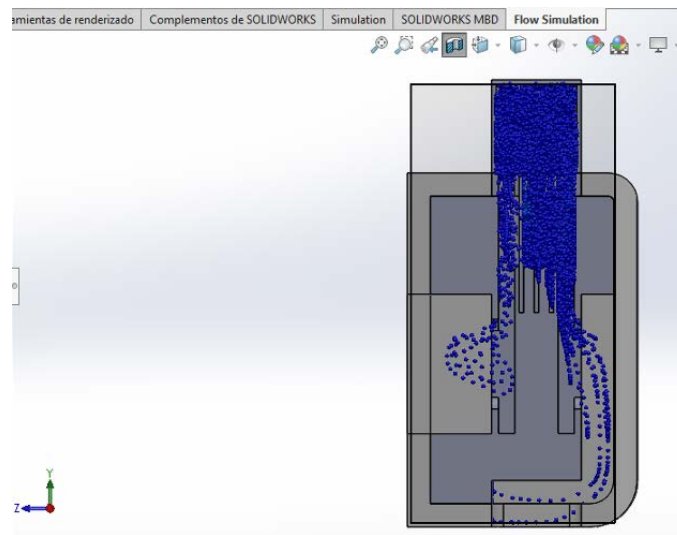 amientas de renderizado Complementos de SOLIDWORKS Simulation SOLIDWORKS MBD Flow Simulation
Y
Z